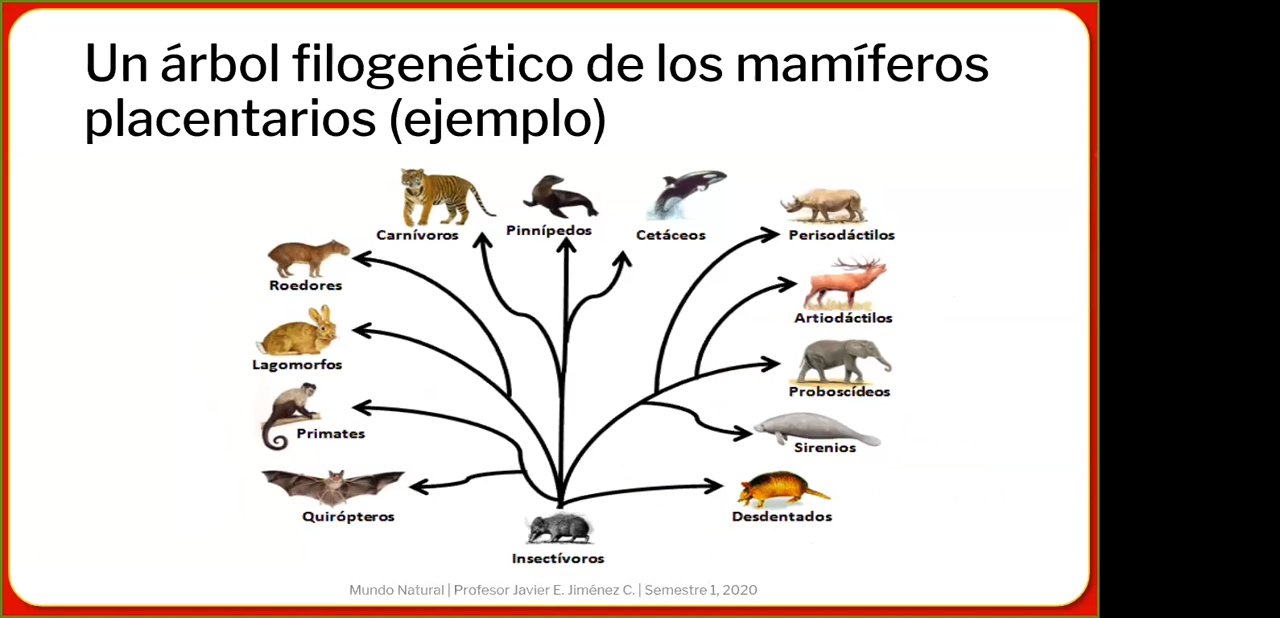 Un árbol filogenético de los mamíferos
placentarios (ejemplo)
Carnívoros
Pinnípedos
Cetáceos
Perisodáctilos
Roedores
Artiodáctilos
Lagomorfos
Proboscídeos
Primates
Sirenios
Quirópteros
Desdentados
Insectívoros
Mundo Natural | Profesor Javier E. Jiménez C. | Semestre 1, 2020